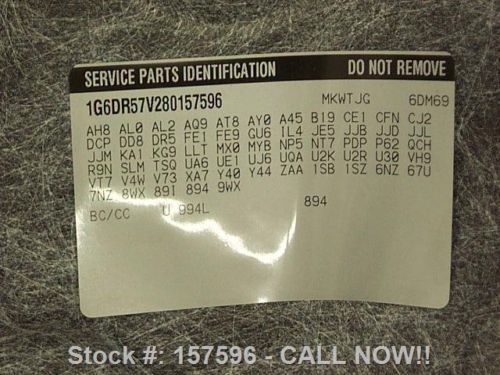 SERVICE PARTS IDENTIFICATION DO NOT REMOVE
1G6DR57V280157596 MKWTJG 6DM69
AH8 AL0 AL2 AQ9 AT8 AY0 A45 B19 CE1 CFN CJ2
DCP DD8 DR5 FE1 FE9 GU6 IL4 JE5 JJB JJD JJL
JJM KA1 KG9 LLT MX0 MYB NP5 NT7 PDP P62 QCH
R9N SLM TSQ UA6 UE1 UJ6 UQA U2K U2R U30 VH9
VT7 V4W V73 XA7 Y40 Y44 ZAA 1SB 1SZ 6NZ 67U
7NZ 8WX 89I 894 9WX
BC/CC U 994L 894
Stock #: 157596 - CALL NOW!!